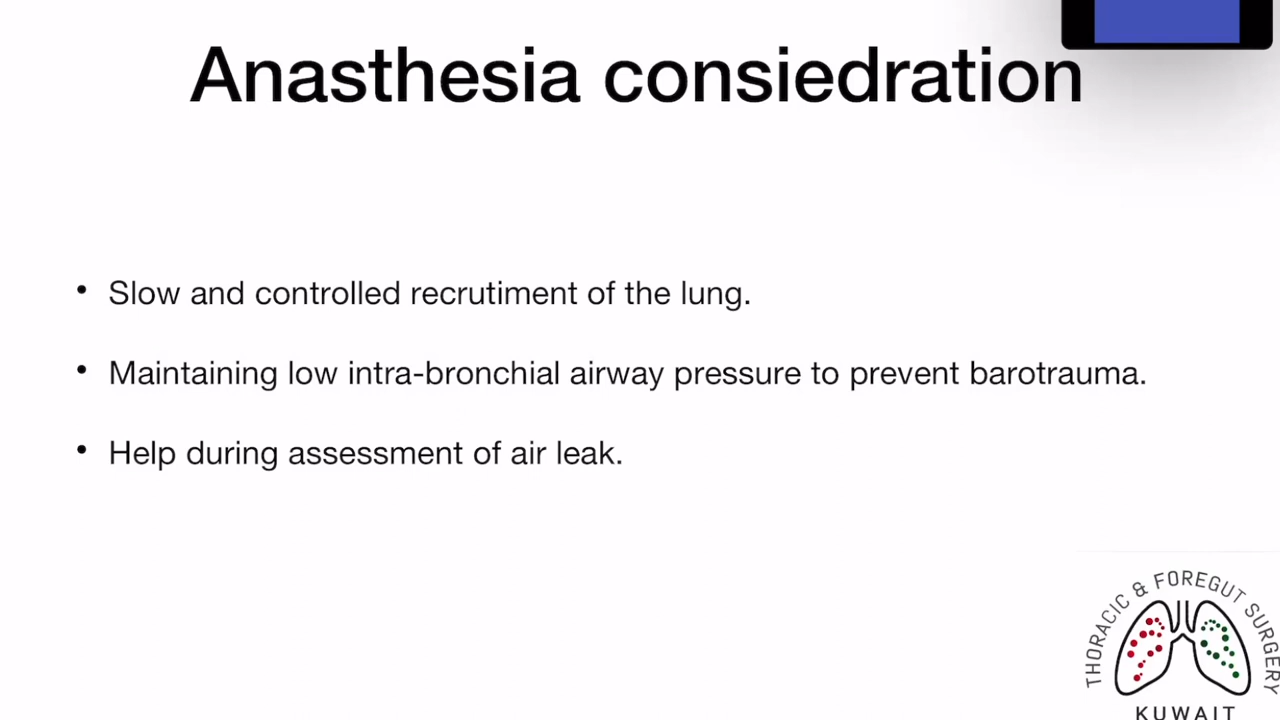 Anasthesia consiedration
• Slow and controlled recrutiment of the lung.
• Maintaining low intra-bronchial airway pressure to prevent barotrauma.
• Help during assessment of air leak.
THORACIC & FOREGUT SURGERY
KUWAIT